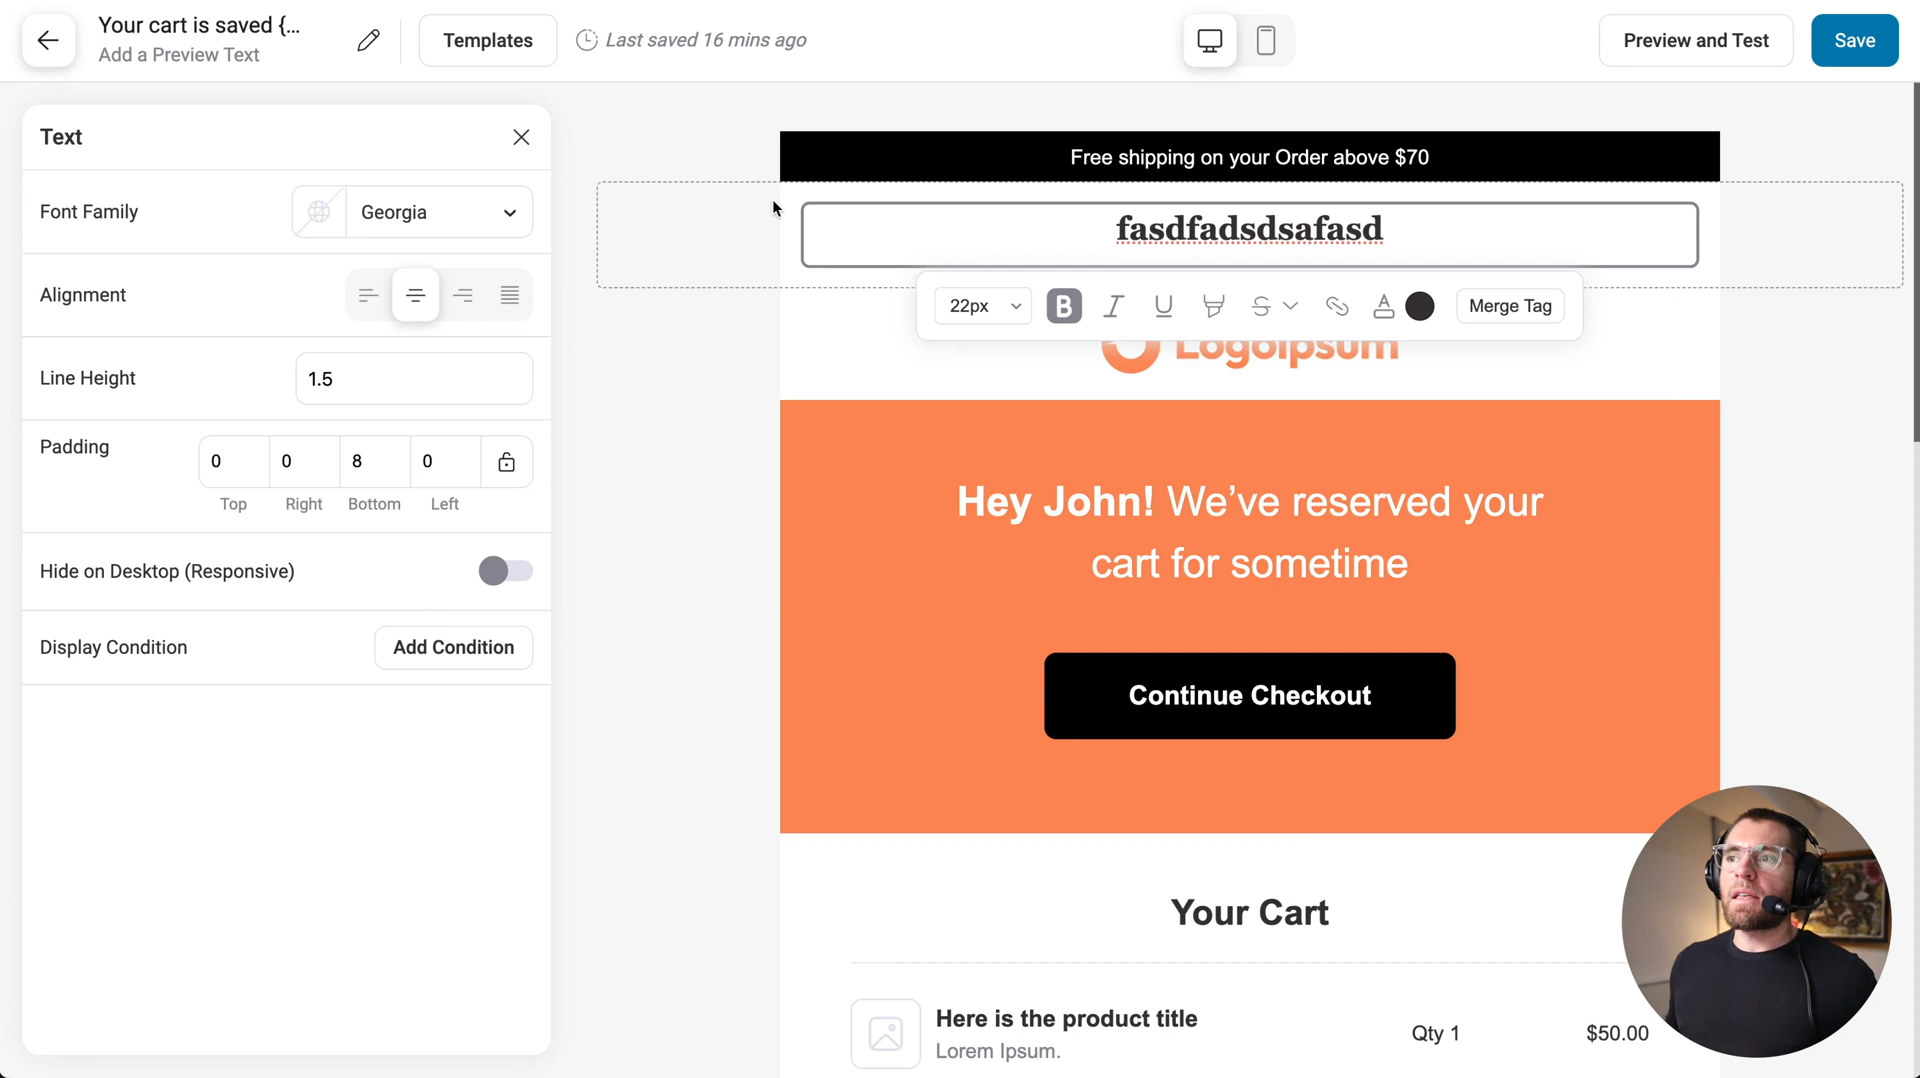 Your cart is saved {...
Add a Preview Text
Templates
Last saved 16 mins ago
Preview and Test
Save
Text
Font Family
Georgia
Alignment
Line Height
1.5
Padding
0
0
8
0
Top
Right
Bottom
Left
Hide on Desktop (Responsive)
Display Condition
Add Condition
Free shipping on your Order above $70
fasdfadsdsafasd
22px
B
Merge Tag
Logoipsum
Hey John! We’ve reserved your
cart for sometime
Continue Checkout
Your Cart
Here is the product title
Lorem Ipsum.
Qty 1
$50.00